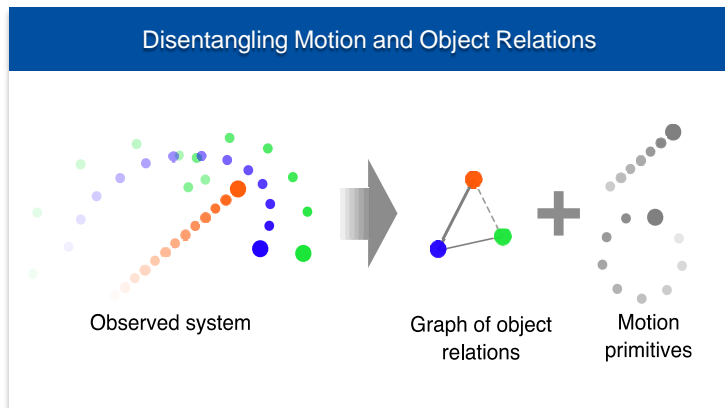 Disentangling Motion and Object Relations
Observed system
Graph of object
relations
Motion
primitives